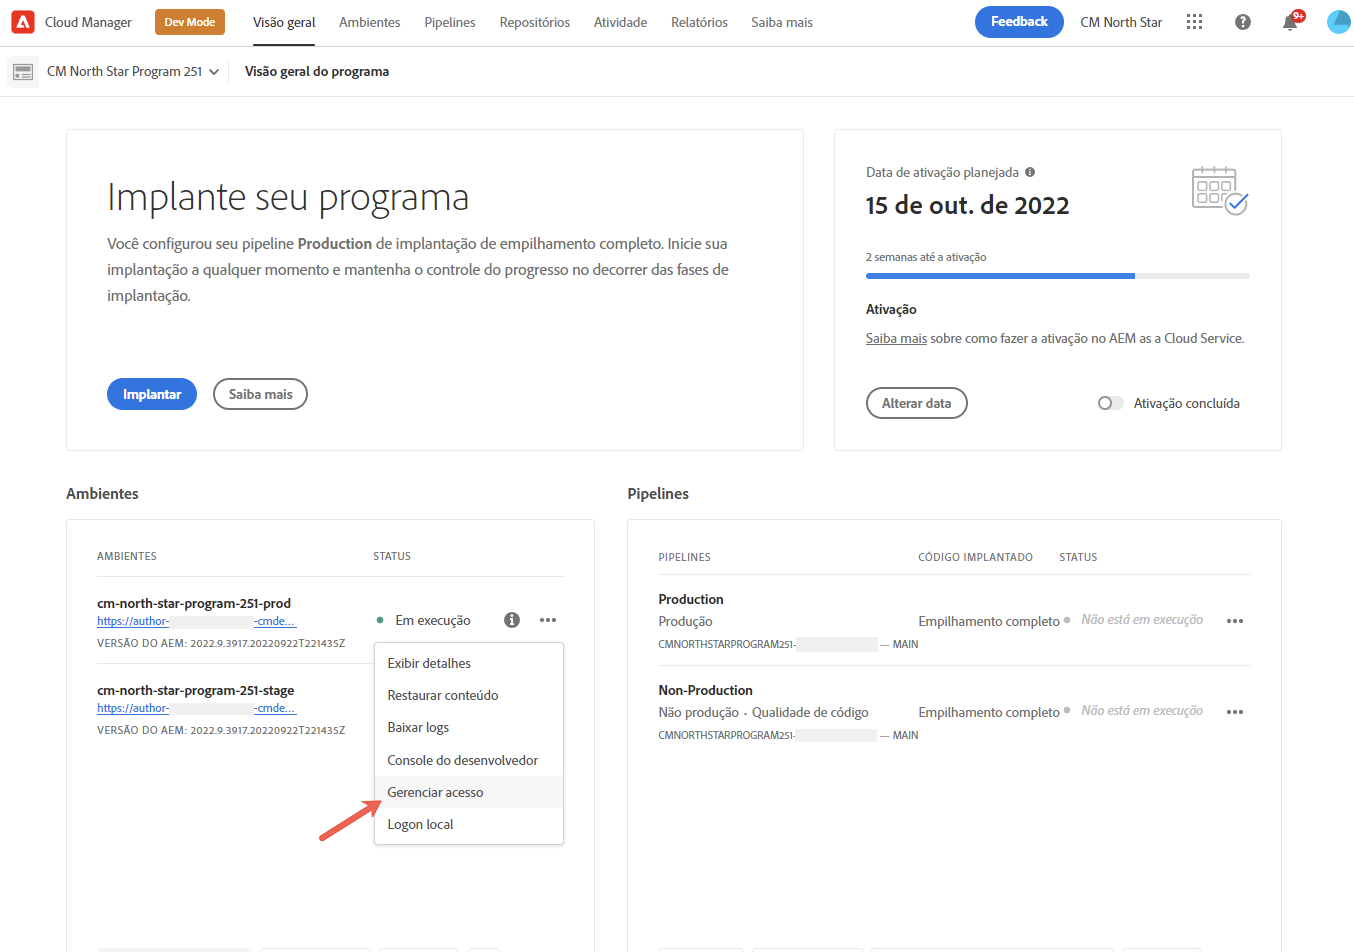 Cloud Manager
Dev Mode
Visão geral
Ambientes
Pipelines
Repositórios
Atividade
Relatórios
Saiba mais
Feedback
CM North Star
?
9+
CM North Star Program 251
Visão geral do programa
Implante seu programa
Você configurou seu pipeline Production de implantação de empilhamento completo. Inicie sua
implantação a qualquer momento e mantenha o controle do progresso no decorrer das fases de
implantação.
Implantar
Saiba mais
Data de ativação planejada
15 de out. de 2022
2 semanas até a ativação
Ativação
Saiba mais sobre como fazer a ativação no AEM as a Cloud Service.
Alterar data
Ativação concluída
Ambientes
AMBIENTES
STATUS
cm-north-star-program-251-prod
https://author- -cmde...
VERSÃO DO AEM: 2022.9.3917.20220922T221435Z
Em execução
cm-north-star-program-251-stage
https://author- -cmde...
VERSÃO DO AEM: 2022.9.3917.20220922T221435Z
Exibir detalhes
Restaurar conteúdo
Baixar logs
Console do desenvolvedor
Gerenciar acesso
Logon local
Pipelines
PIPELINES
CÓDIGO IMPLANTADO
STATUS
Production
Produção
CMNORTHSTARPROGRAM251- — MAIN
Empilhamento completo
Não está em execução
Non-Production
Não produção · Qualidade de código
CMNORTHSTARPROGRAM251- — MAIN
Empilhamento completo
Não está em execução